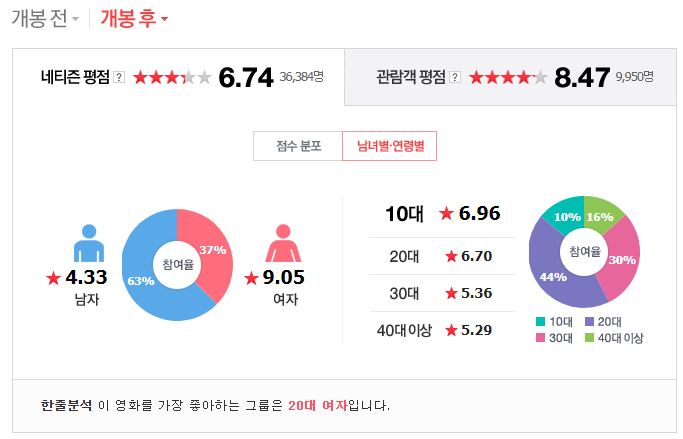 개봉 전 개봉 후
네티즌 평점 ? 6.74 36,384명 관람객 평점 ? 8.47 9,950명
점수 분포 남녀별·연령별
4.33
남자
63% 37%
참여율
9.05
여자
10대 6.96
20대 6.70
30대 5.36
40대 이상 5.29
10% 16%
참여율
44% 30%
10대 20대
30대 40대 이상
한줄분석 이 영화를 가장 좋아하는 그룹은 20대 여자입니다.